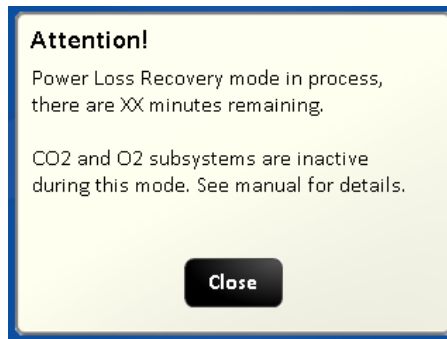 Attention!
Power Loss Recovery mode in process,
there are XX minutes remaining.
CO2 and O2 subsystems are inactive
during this mode. See manual for details.
Close